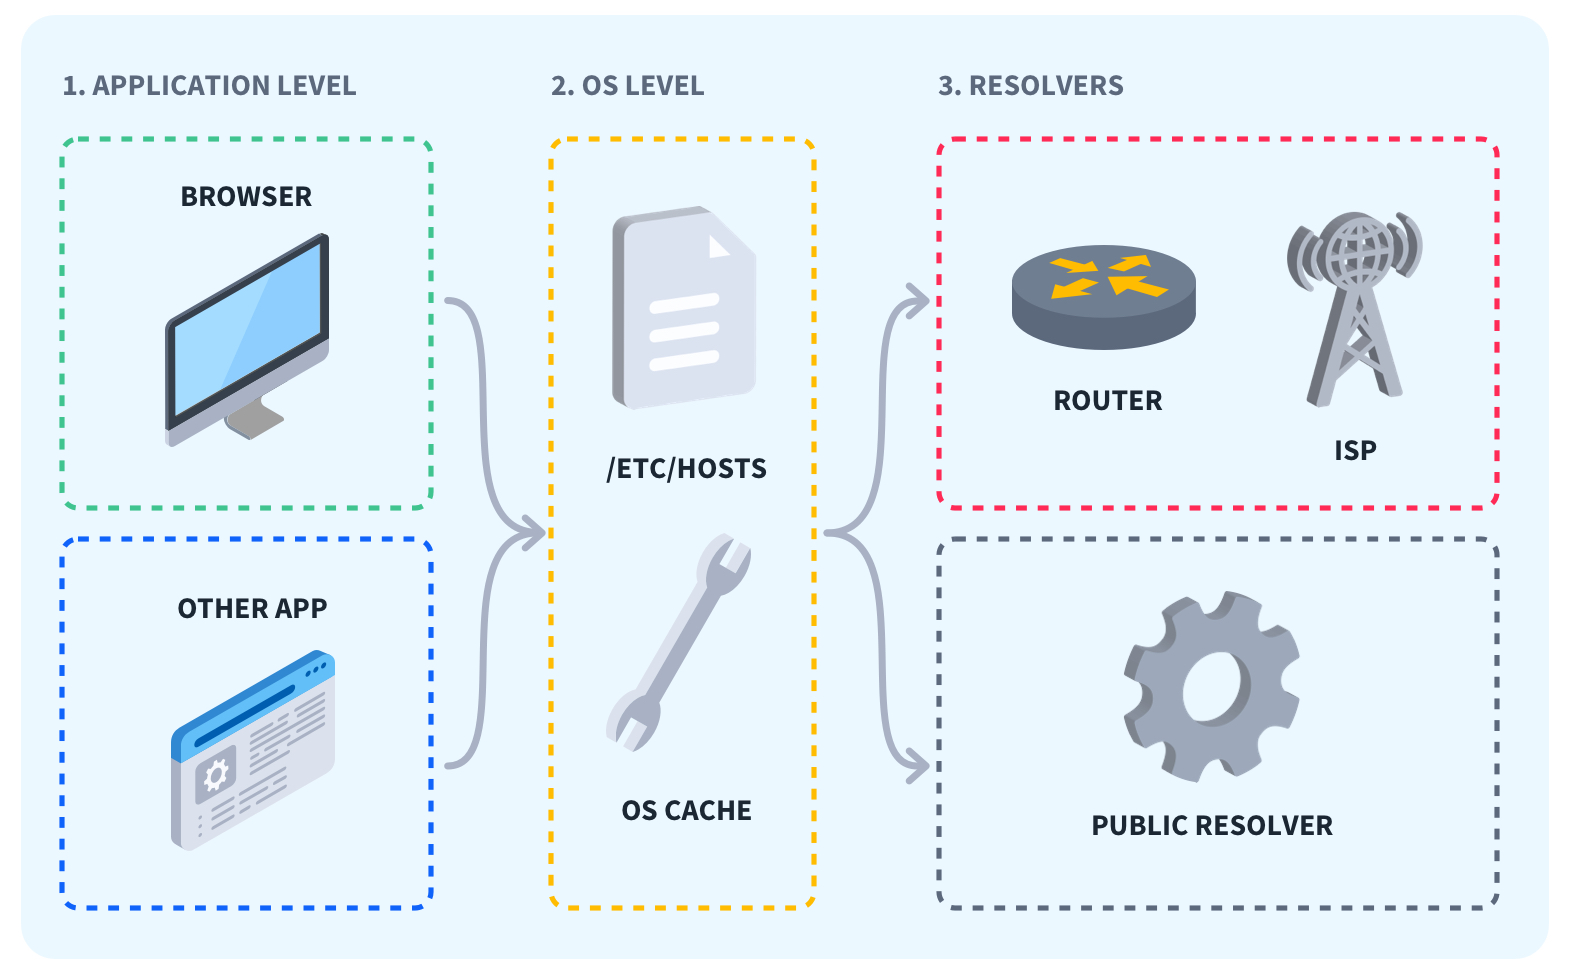 1. APPLICATION LEVEL
2. OS LEVEL
3. RESOLVERS
BROWSER
OTHER APP
/ETC/HOSTS
OS CACHE
ROUTER
ISP
PUBLIC RESOLVER